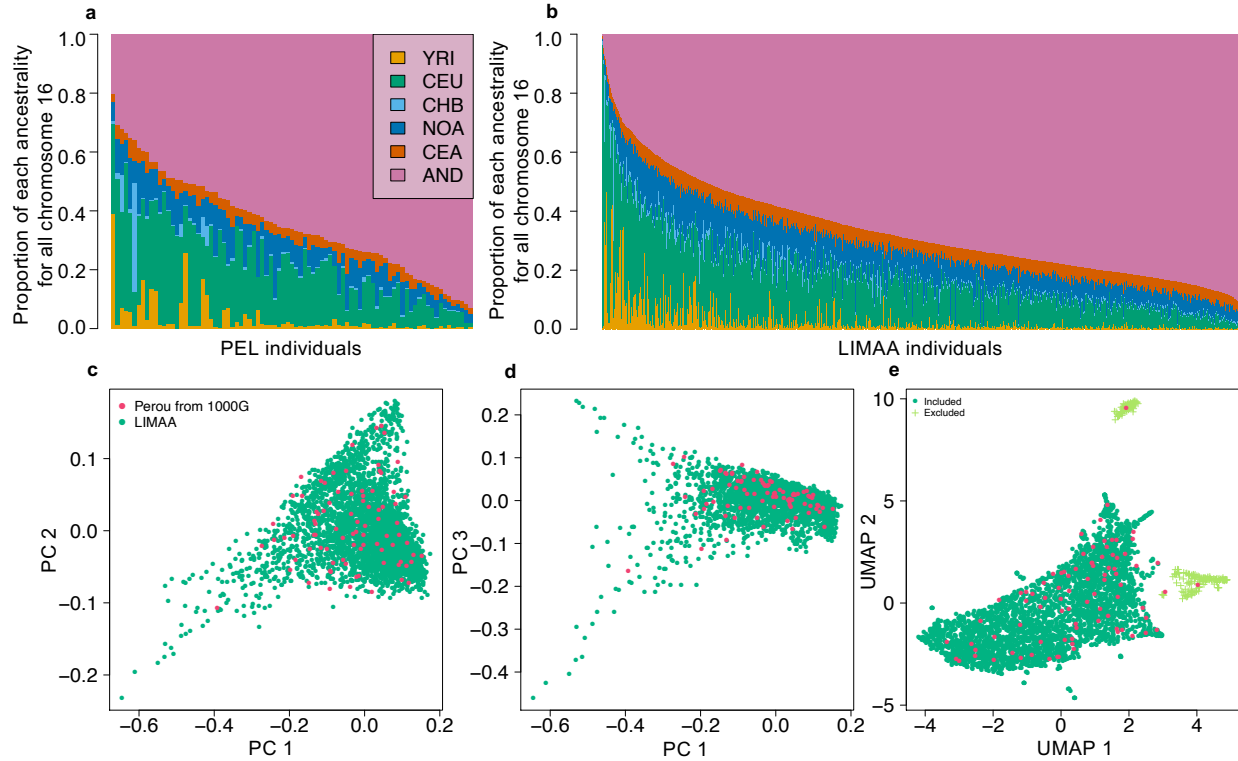 a
b
Proportion of each ancestrality
for all chromosome 16
1.0
0.8
0.6
0.4
0.2
0.0
YRI
CEU
CHB
NOA
CEA
AND
PEL individuals
Proportion of each ancestrality
for all chromosome 16
1.0
0.8
0.6
0.4
0.2
0.0
LIMAA individuals
c
Perou from 1000G
LIMAA
PC 2
0.1
0.0
−0.1
−0.2
−0.6 −0.4 −0.2 0.0 0.2
PC 1
d
PC 3
0.2
0.1
0.0
−0.1
−0.2
−0.3
−0.4
−0.6 −0.4 −0.2 0.0 0.2
PC 1
e
Included
Excluded
UMAP 2
10
5
0
−5
−4 −2 0 2 4
UMAP 1